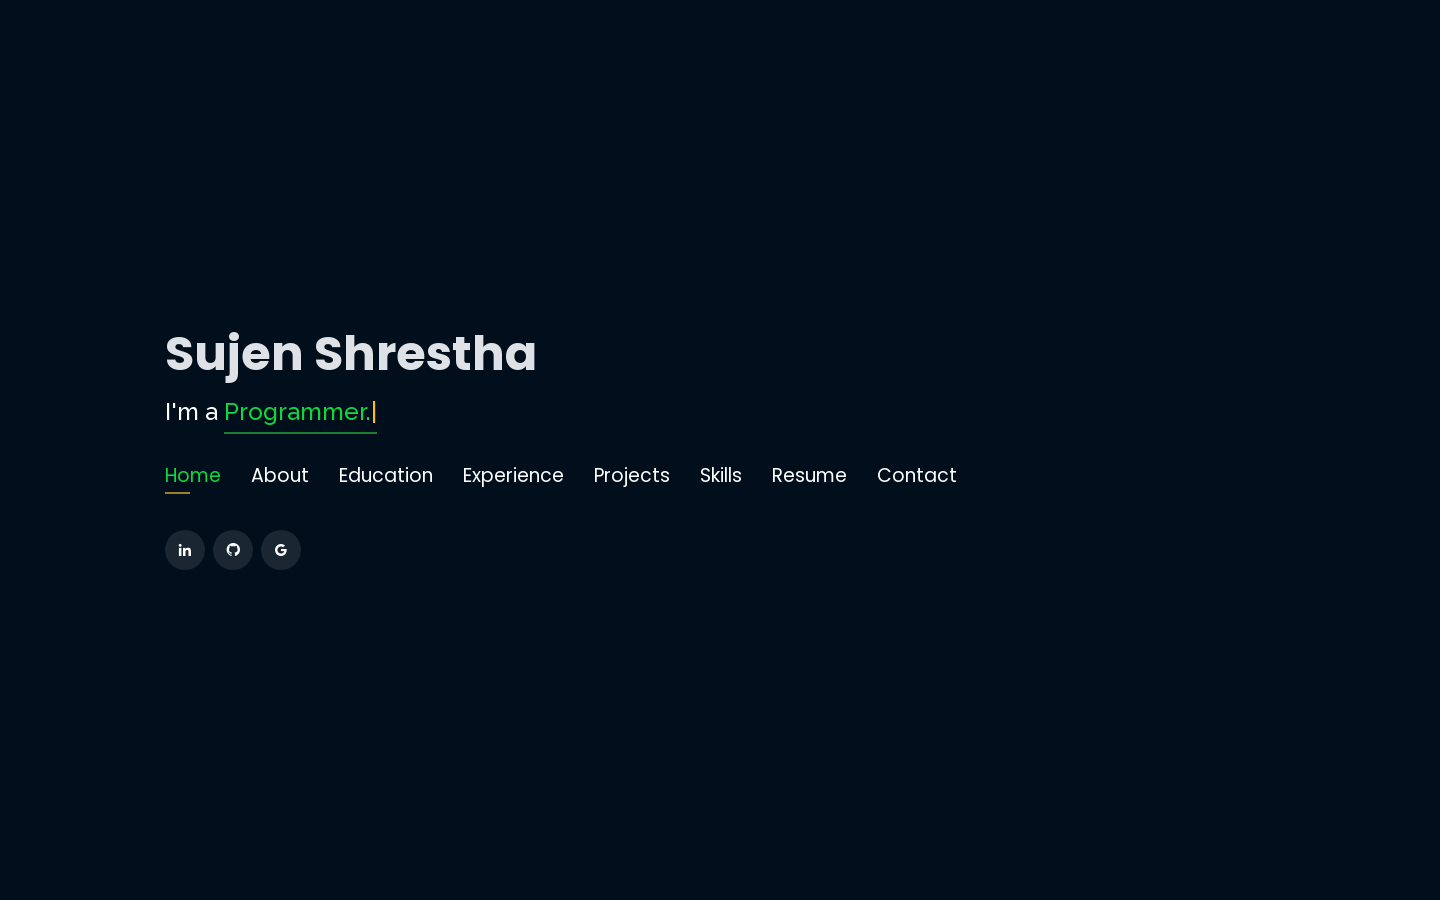 Sujen Shrestha
I'm a Programmer.
Home About Education Experience Projects Skills Resume Contact
in G